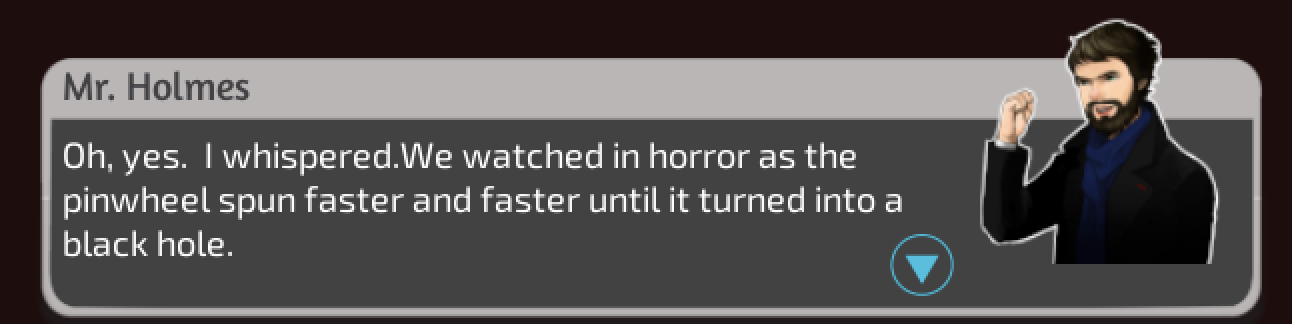 Mr. Holmes
Oh, yes.  I whispered.We watched in horror as the
pinwheel spun faster and faster until it turned into a
black hole.